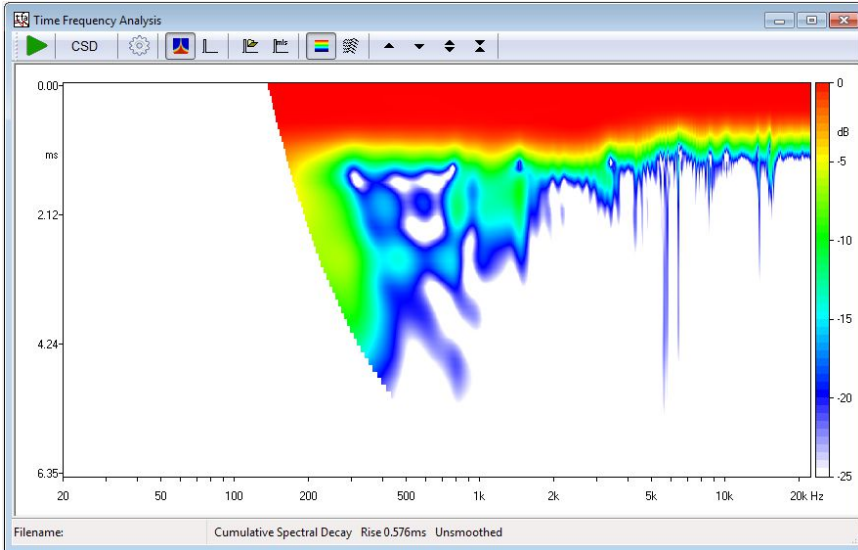 Time Frequency Analysis
CSD
mls
0.00
ms
2.12
4.24
6.35
20 50 100 200 500 1k 2k 5k 10k 20k Hz
0
dB
-5
-10
-15
-20
-25
Filename: Cumulative Spectral Decay Rise 0.576ms Unsmoothed